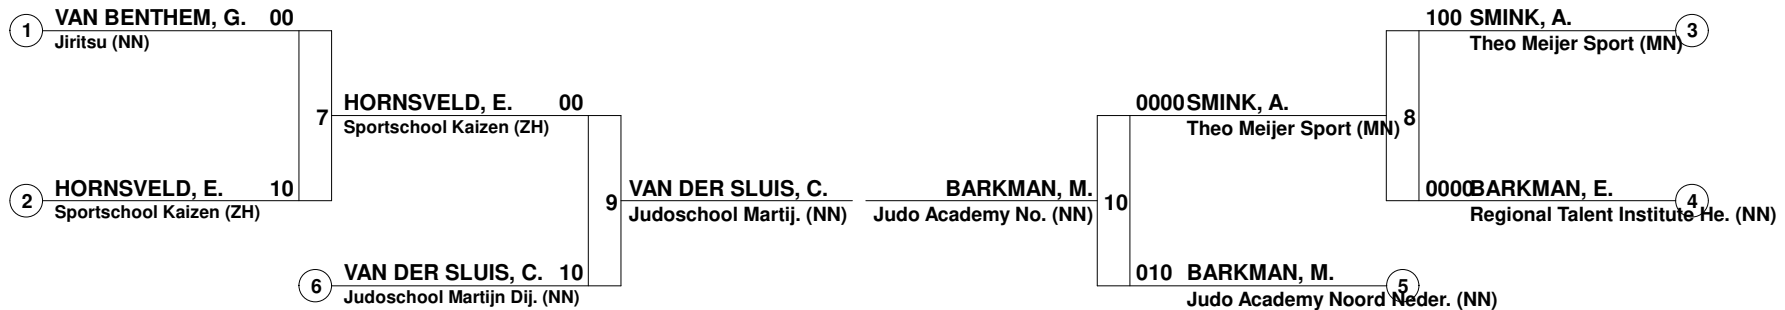 VAN BENTHEM, G. 00
1
Jiritsu (NN)
HORNSVELD, E. 00
7
Sportschool Kaizen (ZH)
HORNSVELD, E. 10
2
Sportschool Kaizen (ZH)
VAN DER SLUIS, C.
9
Judoschool Martij. (NN)
VAN DER SLUIS, C. 10
6
Judoschool Martijn Dij. (NN)
100 SMINK, A.
3
Theo Meijer Sport (MN)
0000 SMINK, A.
8
Theo Meijer Sport (MN)
0000 BARKMAN, E.
4
Regional Talent Institute He. (NN)
BARKMAN, M.
10
Judo Academy No. (NN)
010 BARKMAN, M.
5
Judo Academy Noord Neder. (NN)